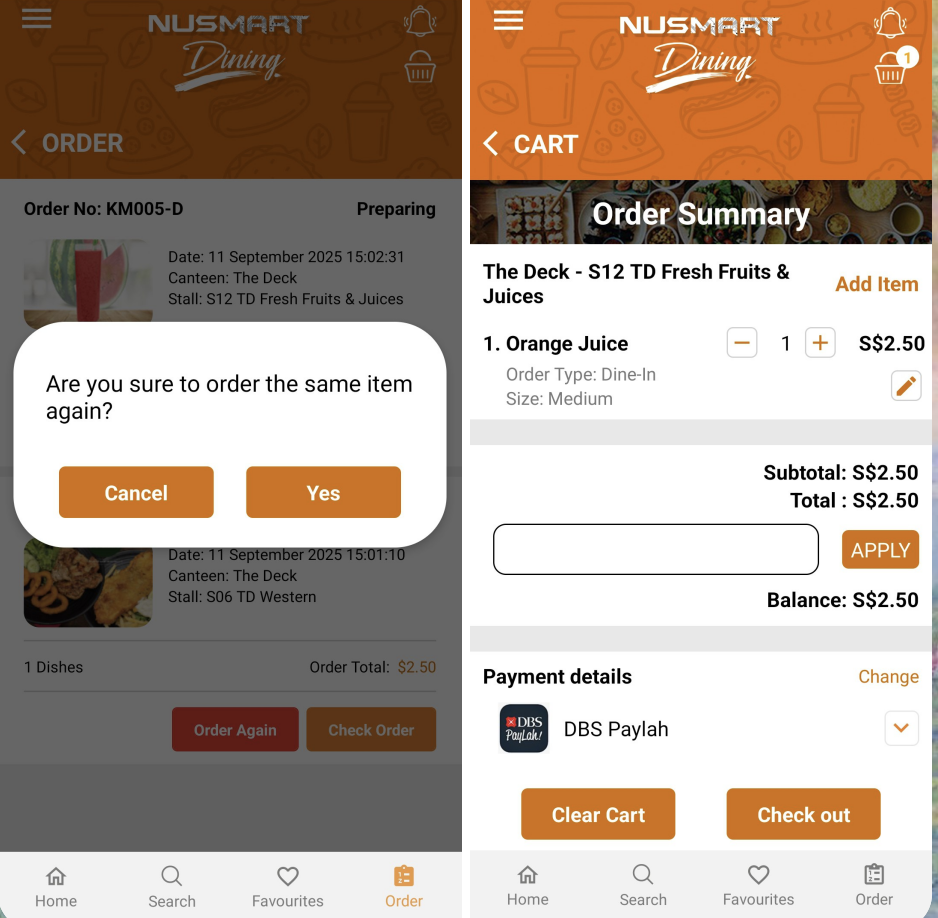 NUSMART
Dining
ORDER
Order No: KM005-D
Preparing
Date: 11 September 2025 15:02:31
Canteen: The Deck
Stall: S12 TD Fresh Fruits & Juices
Are you sure to order the same item
again?
Cancel
Yes
Date: 11 September 2025 15:01:10
Canteen: The Deck
Stall: S06 TD Western
1 Dishes
Order Total: $2.50
Order Again
Check Order
Home
Search
Favourites
Order
NUSMART
Dining
1
CART
Order Summary
The Deck - S12 TD Fresh Fruits &
Juices
Add Item
1. Orange Juice
1
S$2.50
Order Type: Dine-In
Size: Medium
Subtotal: S$2.50
Total : S$2.50
APPLY
Balance: S$2.50
Payment details
Change
DBS
PayLah!
DBS Paylah
Clear Cart
Check out
Home
Search
Favourites
Order